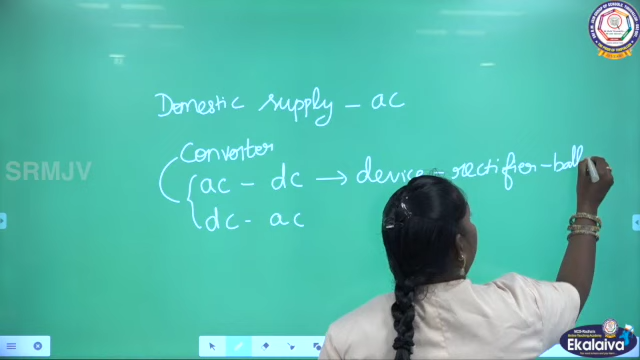 Domestic supply - ac
Converter
ac - dc → device - rectifier - ball
dc - ac
SRMJV
Ekalaiva